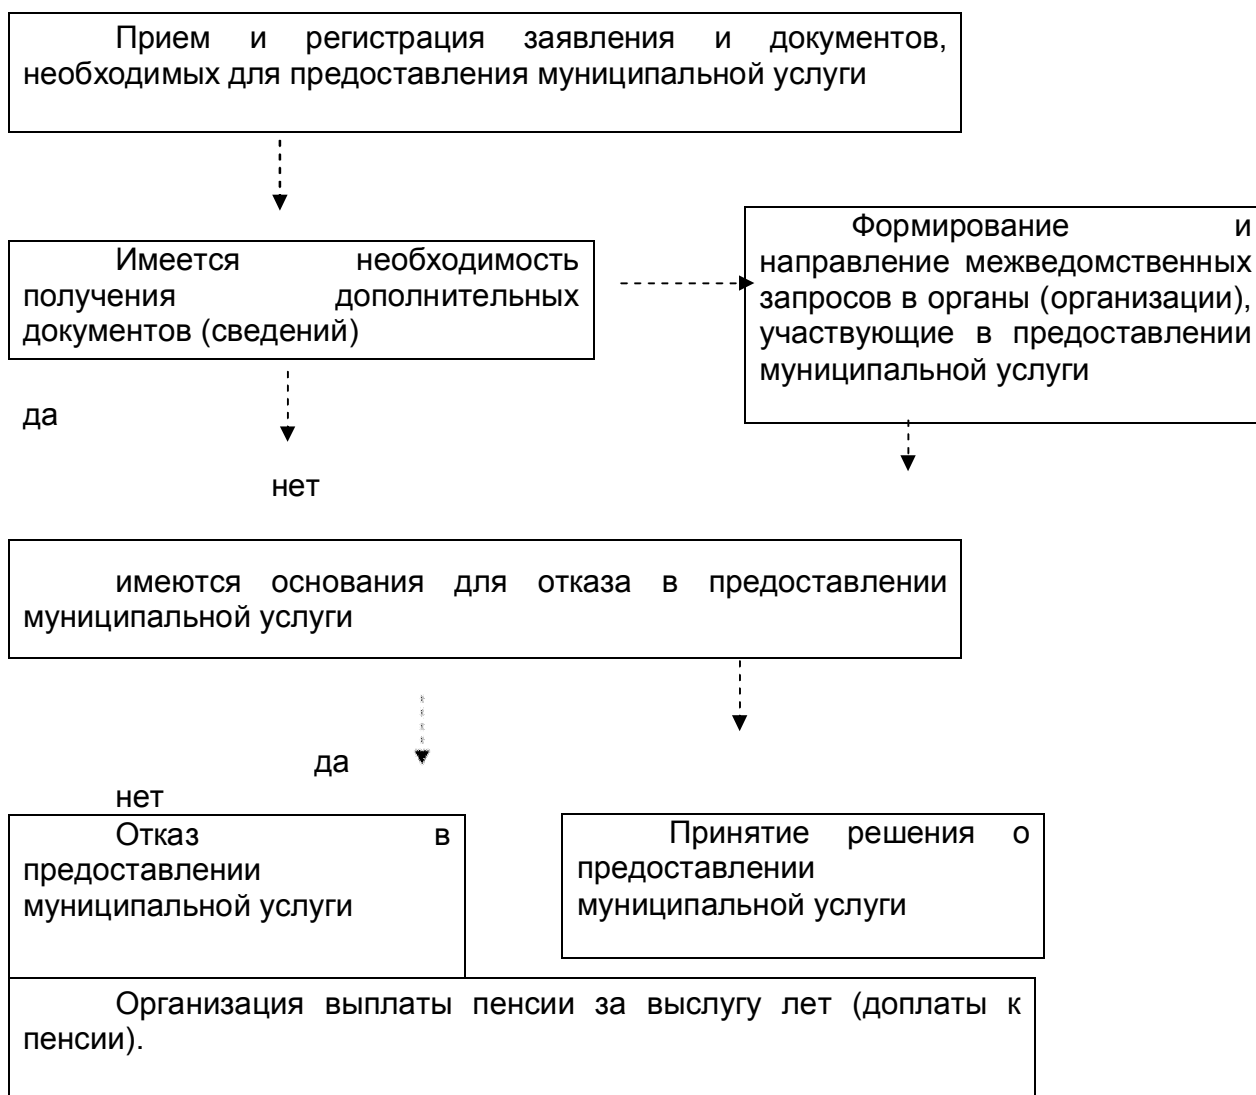 Прием и регистрация заявления и документов,
необходимых для предоставления муниципальной услуги
Имеется необходимость
получения дополнительных
документов (сведений)
Формирование и
направление межведомственных
запросов в органы (организации),
участвующие в предоставлении
муниципальной услуги
да
нет
имеются основания для отказа в предоставлении
муниципальной услуги
да
нет
Отказ в
предоставлении
муниципальной услуги
Принятие решения о
предоставлении
муниципальной услуги
Организация выплаты пенсии за выслугу лет (доплаты к
пенсии).